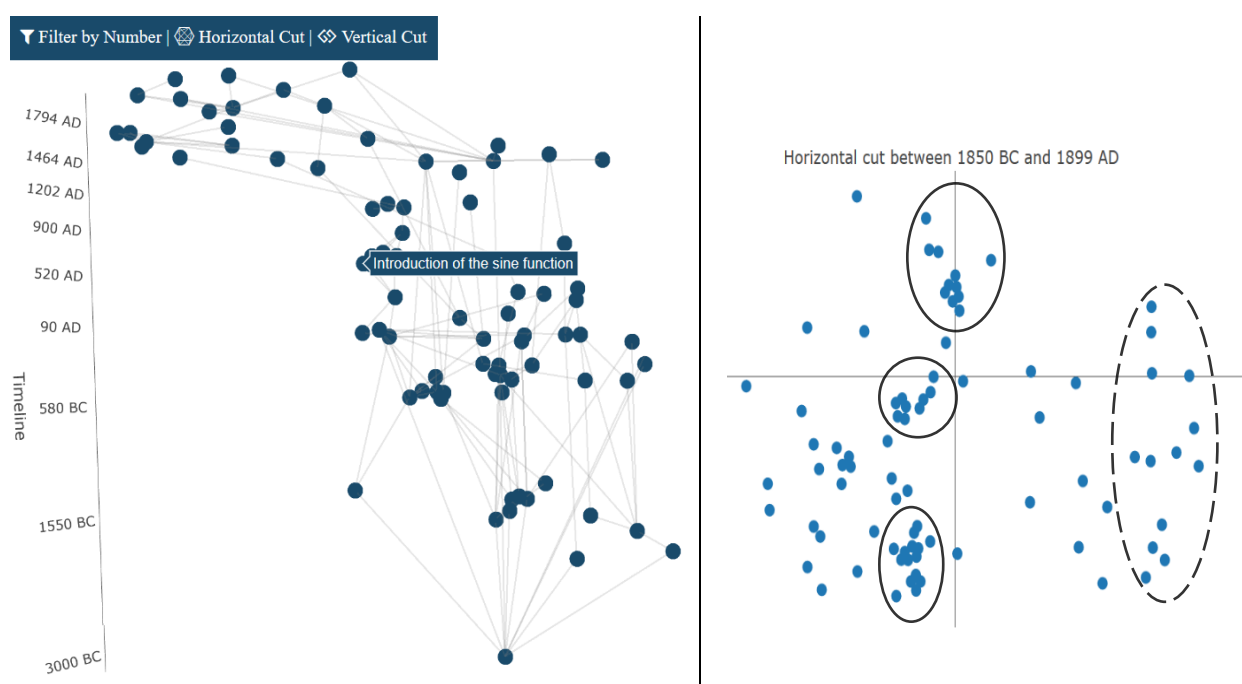 Filter by Number | Horizontal Cut | Vertical Cut
1794 AD
1464 AD
1202 AD
900 AD
Introduction of the sine function
520 AD
90 AD
Timeline
580 BC
1550 BC
3000 BC
Horizontal cut between 1850 BC and 1899 AD